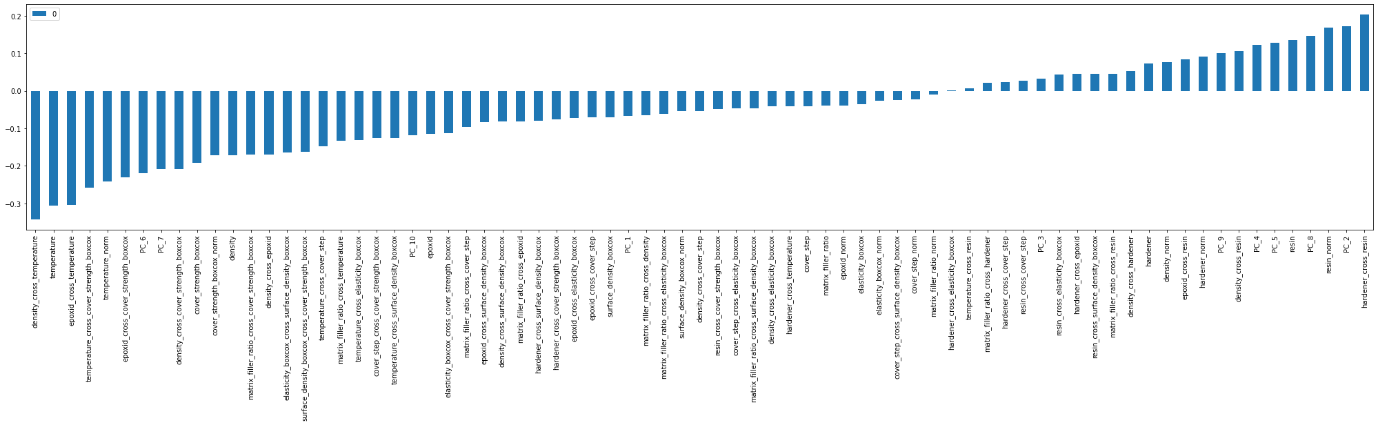 0
0.2
0.1
0.0
−0.1
−0.2
−0.3
density_cross_temperature
temperature
epoxid_cross_temperature
temperature_cross_cover_strength_boxcox
temperature_norm
epoxid_cross_cover_strength_boxcox
PC_6
PC_7
density_cross_cover_strength_boxcox
cover_strength_boxcox
cover_strength_boxcox_norm
density
matrix_filler_ratio_cross_cover_strength_boxcox
density_cross_epoxid
elasticity_boxcox_cross_surface_density_boxcox
surface_density_boxcox_cross_cover_strength_boxcox
temperature_cross_cover_step
matrix_filler_ratio_cross_temperature
temperature_cross_elasticity_boxcox
cover_step_cross_cover_strength_boxcox
temperature_cross_surface_density_boxcox
PC_10
epoxid
elasticity_boxcox_cross_cover_strength_boxcox
matrix_filler_ratio_cross_cover_step
epoxid_cross_surface_density_boxcox
density_cross_surface_density_boxcox
matrix_filler_ratio_cross_epoxid
hardener_cross_surface_density_boxcox
hardener_cross_cover_strength_boxcox
epoxid_cross_elasticity_boxcox
epoxid_cross_cover_step
surface_density_boxcox
PC_1
matrix_filler_ratio_cross_density
matrix_filler_ratio_cross_elasticity_boxcox
surface_density_boxcox_norm
density_cross_cover_step
resin_cross_cover_strength_boxcox
cover_step_cross_elasticity_boxcox
matrix_filler_ratio_cross_surface_density_boxcox
density_cross_elasticity_boxcox
hardener_cross_temperature
cover_step
matrix_filler_ratio
epoxid_norm
elasticity_boxcox
elasticity_boxcox_norm
cover_step_cross_surface_density_boxcox
cover_step_norm
matrix_filler_ratio_norm
hardener_cross_elasticity_boxcox
temperature_cross_resin
matrix_filler_ratio_cross_hardener
hardener_cross_cover_step
resin_cross_cover_step
PC_3
resin_cross_elasticity_boxcox
hardener_cross_epoxid
resin_cross_surface_density_boxcox
matrix_filler_ratio_cross_resin
density_cross_hardener
hardener
density_norm
epoxid_cross_resin
hardener_norm
PC_9
density_cross_resin
PC_4
PC_5
resin
PC_8
resin_norm
PC_2
hardener_cross_resin